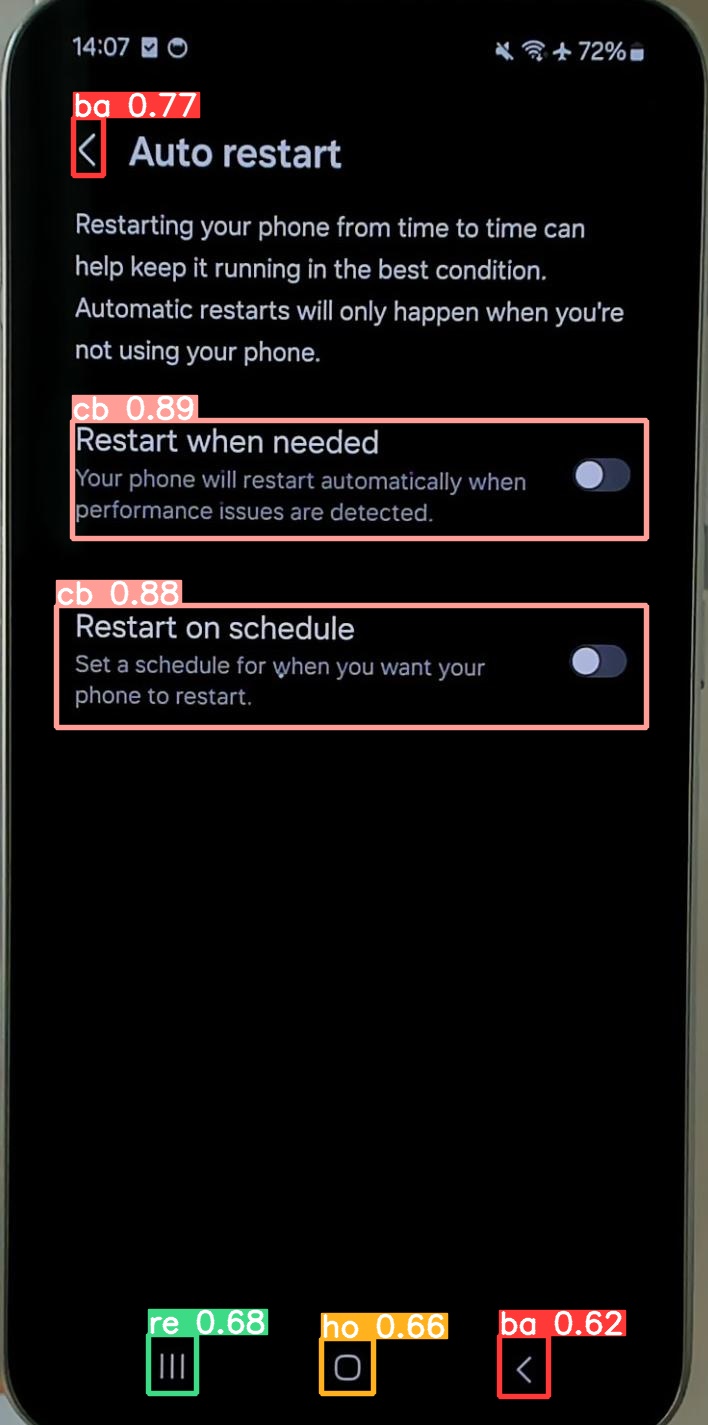 14:07 72%
ba 0.77
Auto restart
Restarting your phone from time to time can
help keep it running in the best condition.
Automatic restarts will only happen when you're
not using your phone.
cb 0.89
Restart when needed
Your phone will restart automatically when
performance issues are detected.
cb 0.88
Restart on schedule
Set a schedule for when you want your
phone to restart.
re 0.68 ho 0.66 ba 0.62